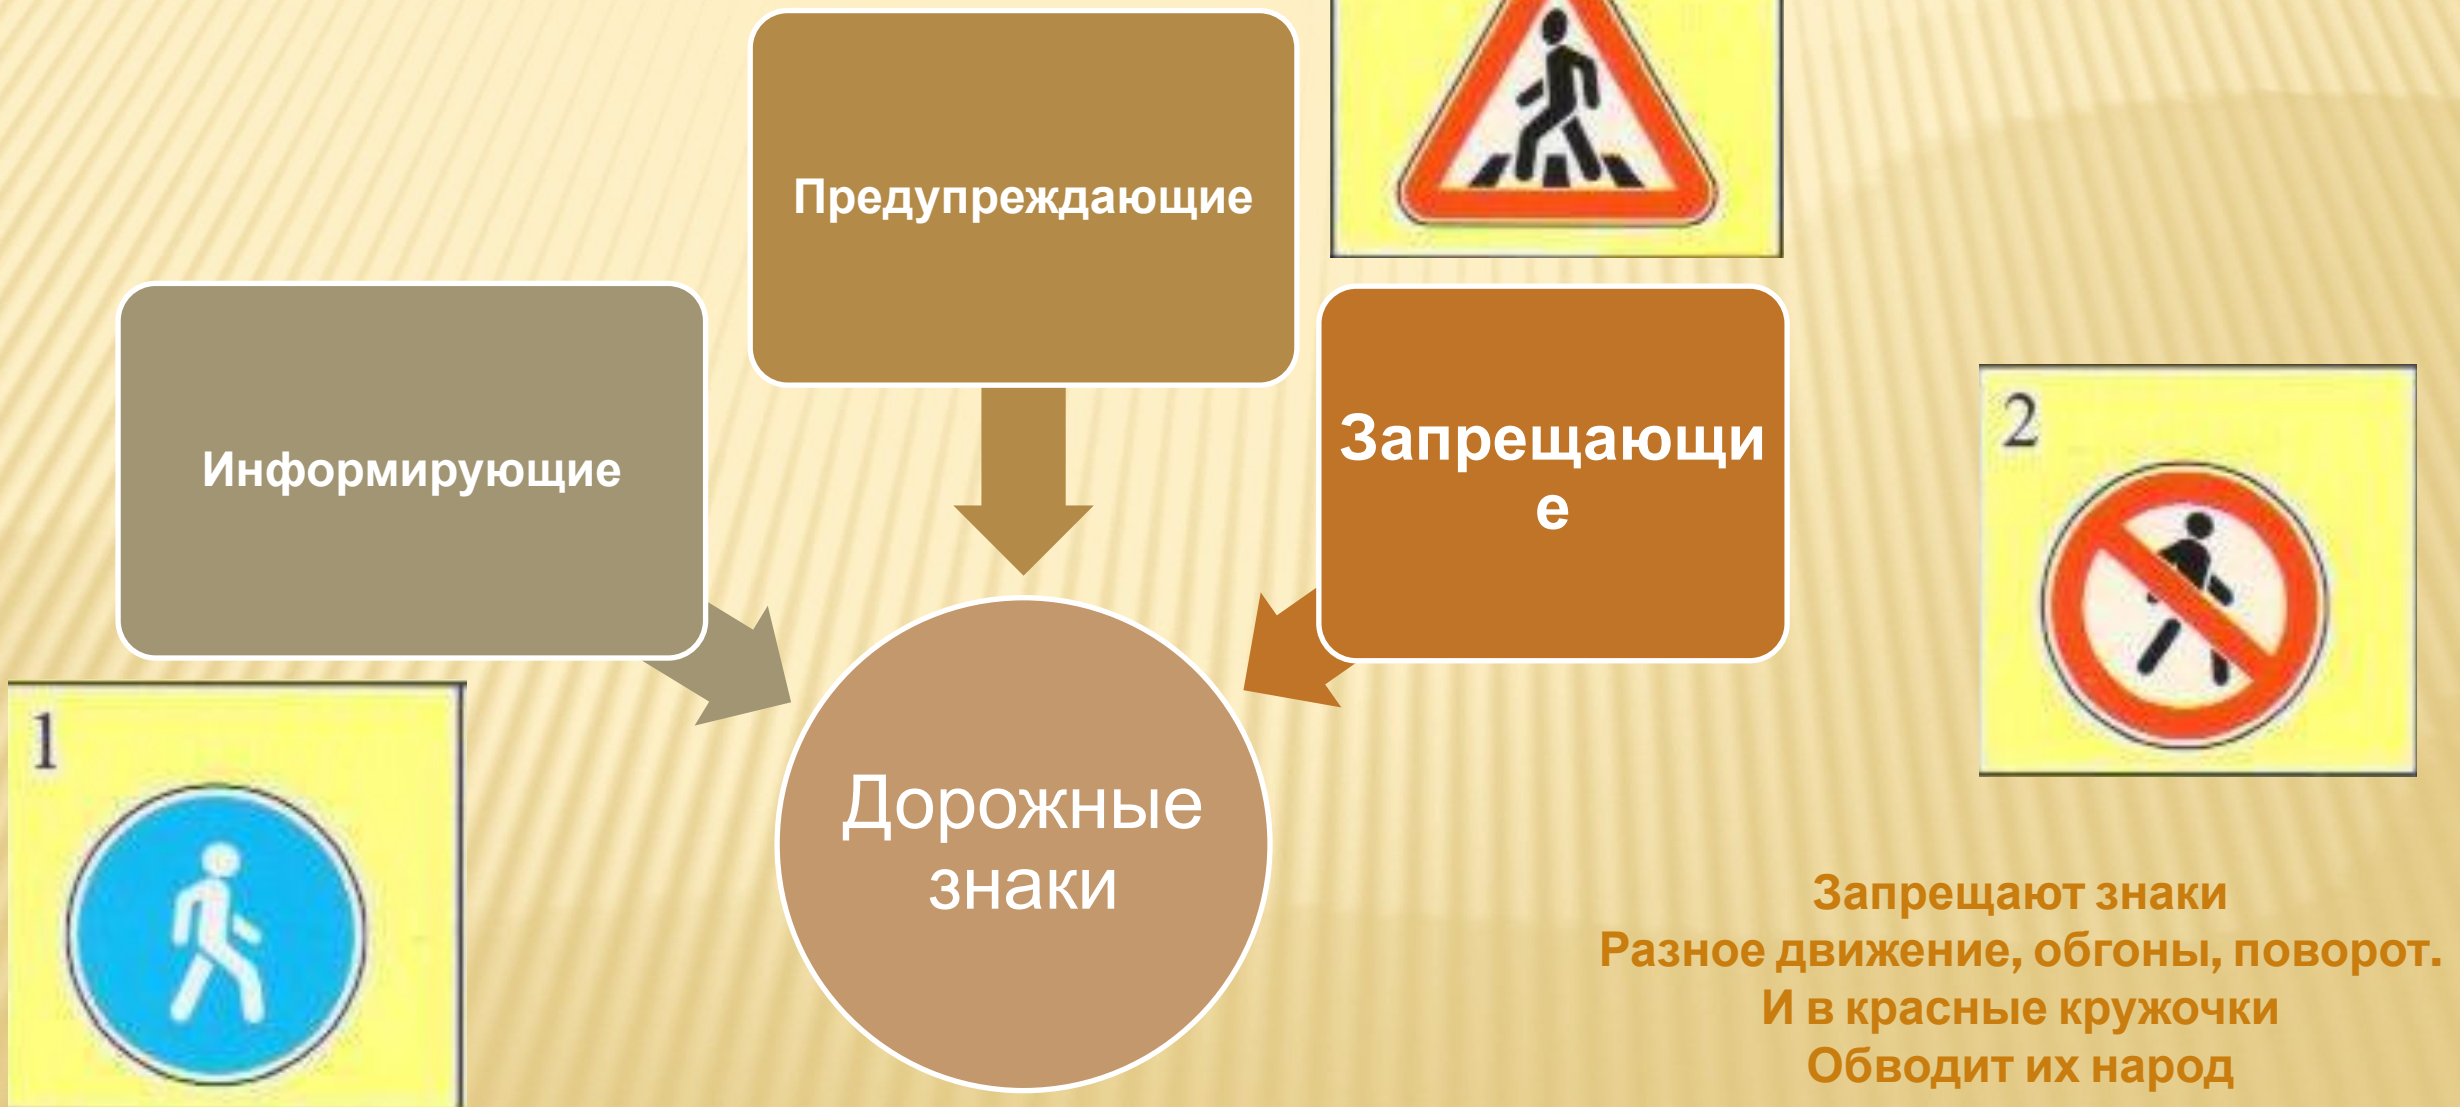 Предупреждающие
Информирующие
Запрещающи
е
2
1
Дорожные
знаки
Запрещают знаки
Разное движение, обгоны, поворот.
И в красные кружочки
Обводит их народ